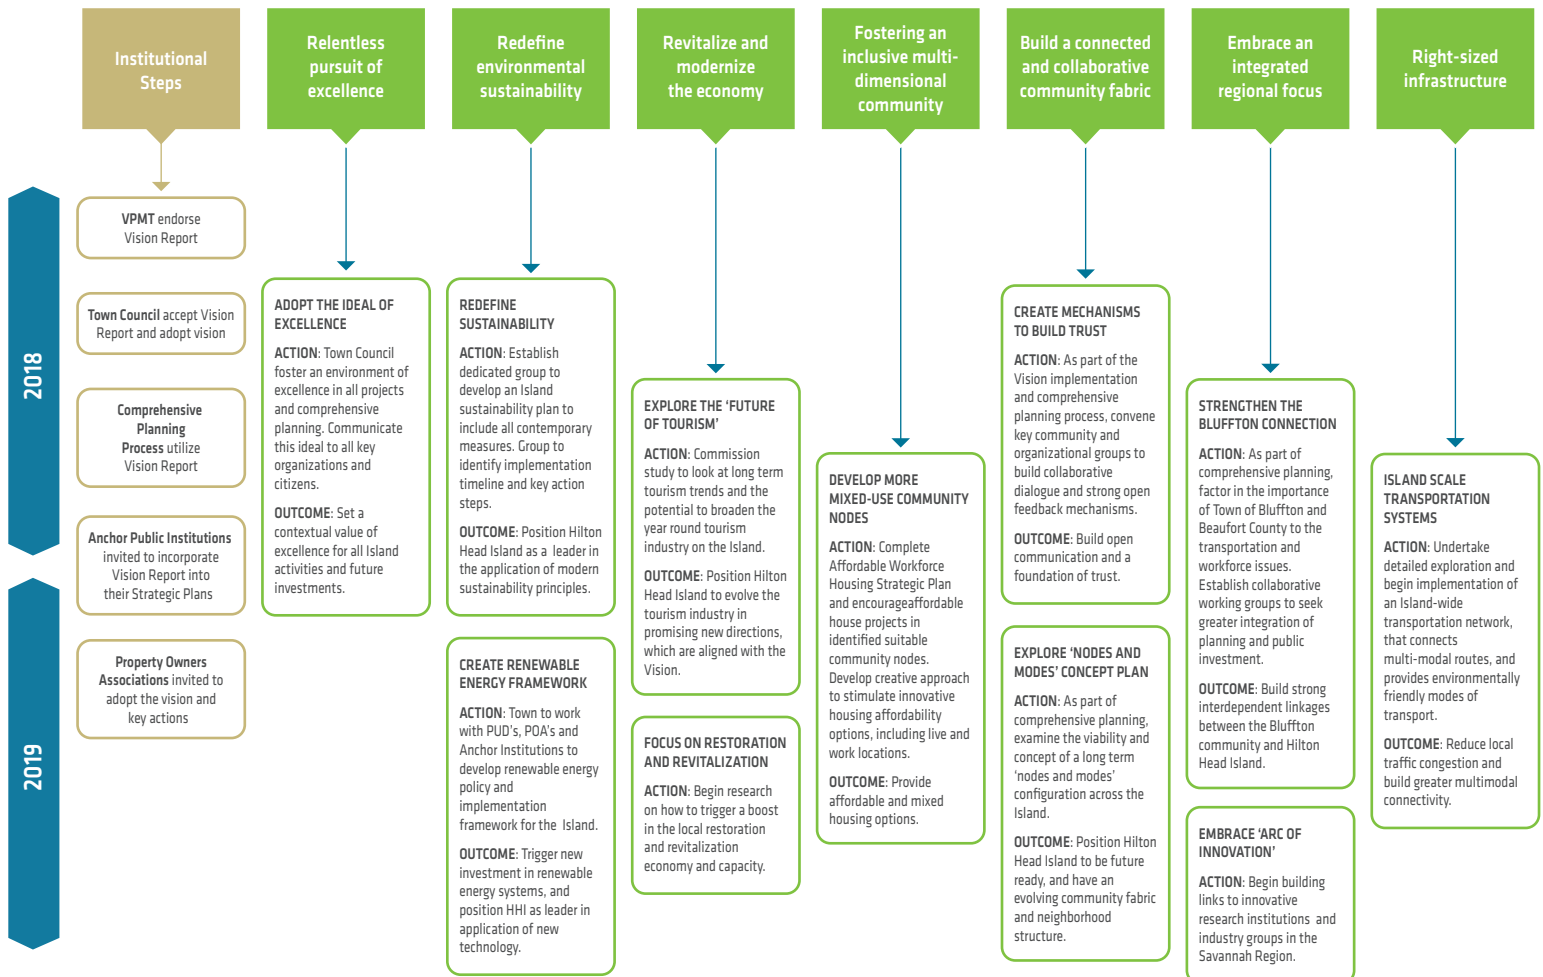 Institutional
Steps
Relentless
pursuit of
excellence
Redefine
environmental
sustainability
Revitalize and
modernize
the economy
Fostering an
inclusive multi-
dimensional
community
Build a connected
and collaborative
community fabric
Embrace an
integrated
regional focus
Right-sized
infrastructure
2018
2019
VPMT endorse
Vision Report
Town Council accept Vision
Report and adopt vision
Comprehensive
Planning
Process utilize
Vision Report
Anchor Public Institutions
invited to incorporate
Vision Report into
their Strategic Plans
Property Owners
Associations invited to
adopt the vision and
key actions
ADOPT THE IDEAL OF
EXCELLENCE
ACTION: Town Council
foster an environment of
excellence in all projects
and comprehensive
planning. Communicate
this ideal to all key
organizations and
citizens.
OUTCOME: Set a
contextual value of
excellence for all Island
activities and future
investments.
REDEFINE
SUSTAINABILITY
ACTION: Establish
dedicated group to
develop an Island
sustainability plan to
include all contemporary
measures. Group to
identify implementation
timeline and key action
steps.
OUTCOME: Position Hilton
Head Island as a leader in
the application of modern
sustainability principles.
CREATE RENEWABLE
ENERGY FRAMEWORK
ACTION: Town to work
with PUD's, POA's and
Anchor Institutions to
develop renewable energy
policy and
implementation
framework for the Island.
OUTCOME: Trigger new
investment in renewable
energy systems, and
position HHI as leader in
application of new
technology.
EXPLORE THE ‘FUTURE
OF TOURISM’
ACTION: Commission
study to look at long term
tourism trends and the
potential to broaden the
year round tourism
industry on the Island.
OUTCOME: Position Hilton
Head Island to evolve the
tourism industry in
promising new directions,
which are aligned with the
Vision.
FOCUS ON RESTORATION
AND REVITALIZATION
ACTION: Begin research
on how to trigger a boost
in the local restoration
and revitalization
economy and capacity.
DEVELOP MORE
MIXED-USE COMMUNITY
NODES
ACTION: Complete
Affordable Workforce
Housing Strategic Plan
and encourageaffordable
house projects in
identified suitable
community nodes.
Develop creative approach
to stimulate innovative
housing affordability
options, including live and
work locations.
OUTCOME: Provide
affordable and mixed
housing options.
CREATE MECHANISMS
TO BUILD TRUST
ACTION: As part of the
Vision implementation
and comprehensive
planning process, convene
key community and
organizational groups to
build collaborative
dialogue and strong open
feedback mechanisms.
OUTCOME: Build open
communication and a
foundation of trust.
EXPLORE ‘NODES AND
MODES’ CONCEPT PLAN
ACTION: As part of
comprehensive planning,
examine the viability and
concept of a long term
‘nodes and modes’
configuration across the
Island.
OUTCOME: Position Hilton
Head Island to be future
ready, and have an
evolving community fabric
and neighborhood
structure.
STRENGTHEN THE
BLUFFTON CONNECTION
ACTION: As part of
comprehensive planning,
factor in the importance
of Town of Bluffton and
Beaufort County to the
transportation and
workforce issues.
Establish collaborative
working groups to seek
greater integration of
planning and public
investment.
OUTCOME: Build strong
interdependent linkages
between the Bluffton
community and Hilton
Head Island.
EMBRACE ‘ARC OF
INNOVATION’
ACTION: Begin building
links to innovative
research institutions and
industry groups in the
Savannah Region.
ISLAND SCALE
TRANSPORTATION
SYSTEMS
ACTION: Undertake
detailed exploration and
begin implementation of
an Island-wide
transportation network,
that connects
multi-modal routes, and
provides environmentally
friendly modes of
transport.
OUTCOME: Reduce local
traffic congestion and
build greater multimodal
connectivity.